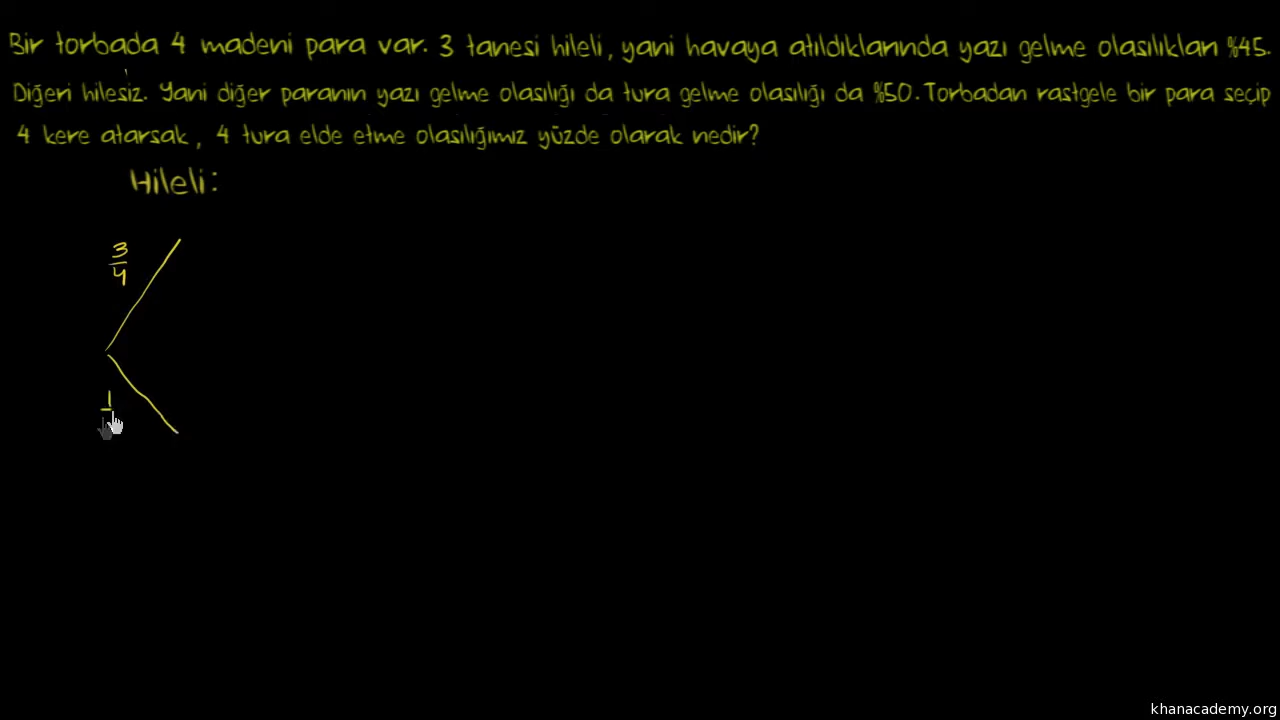 Bir torbada 4 madeni para var. 3 tanesi hileli, yani havaya atıldıklarında yazı gelme olasılıkları %45.
Diğeri hilesiz. Yani diğer paranın yazı gelme olasılığı da tura gelme olasılığı da %50. Torbadan rastgele bir para seçip
4 kere atarsak, 4 tura elde etme olasılığımız yüzde olarak nedir?
Hileli:
3
4
1
khanacademy.org